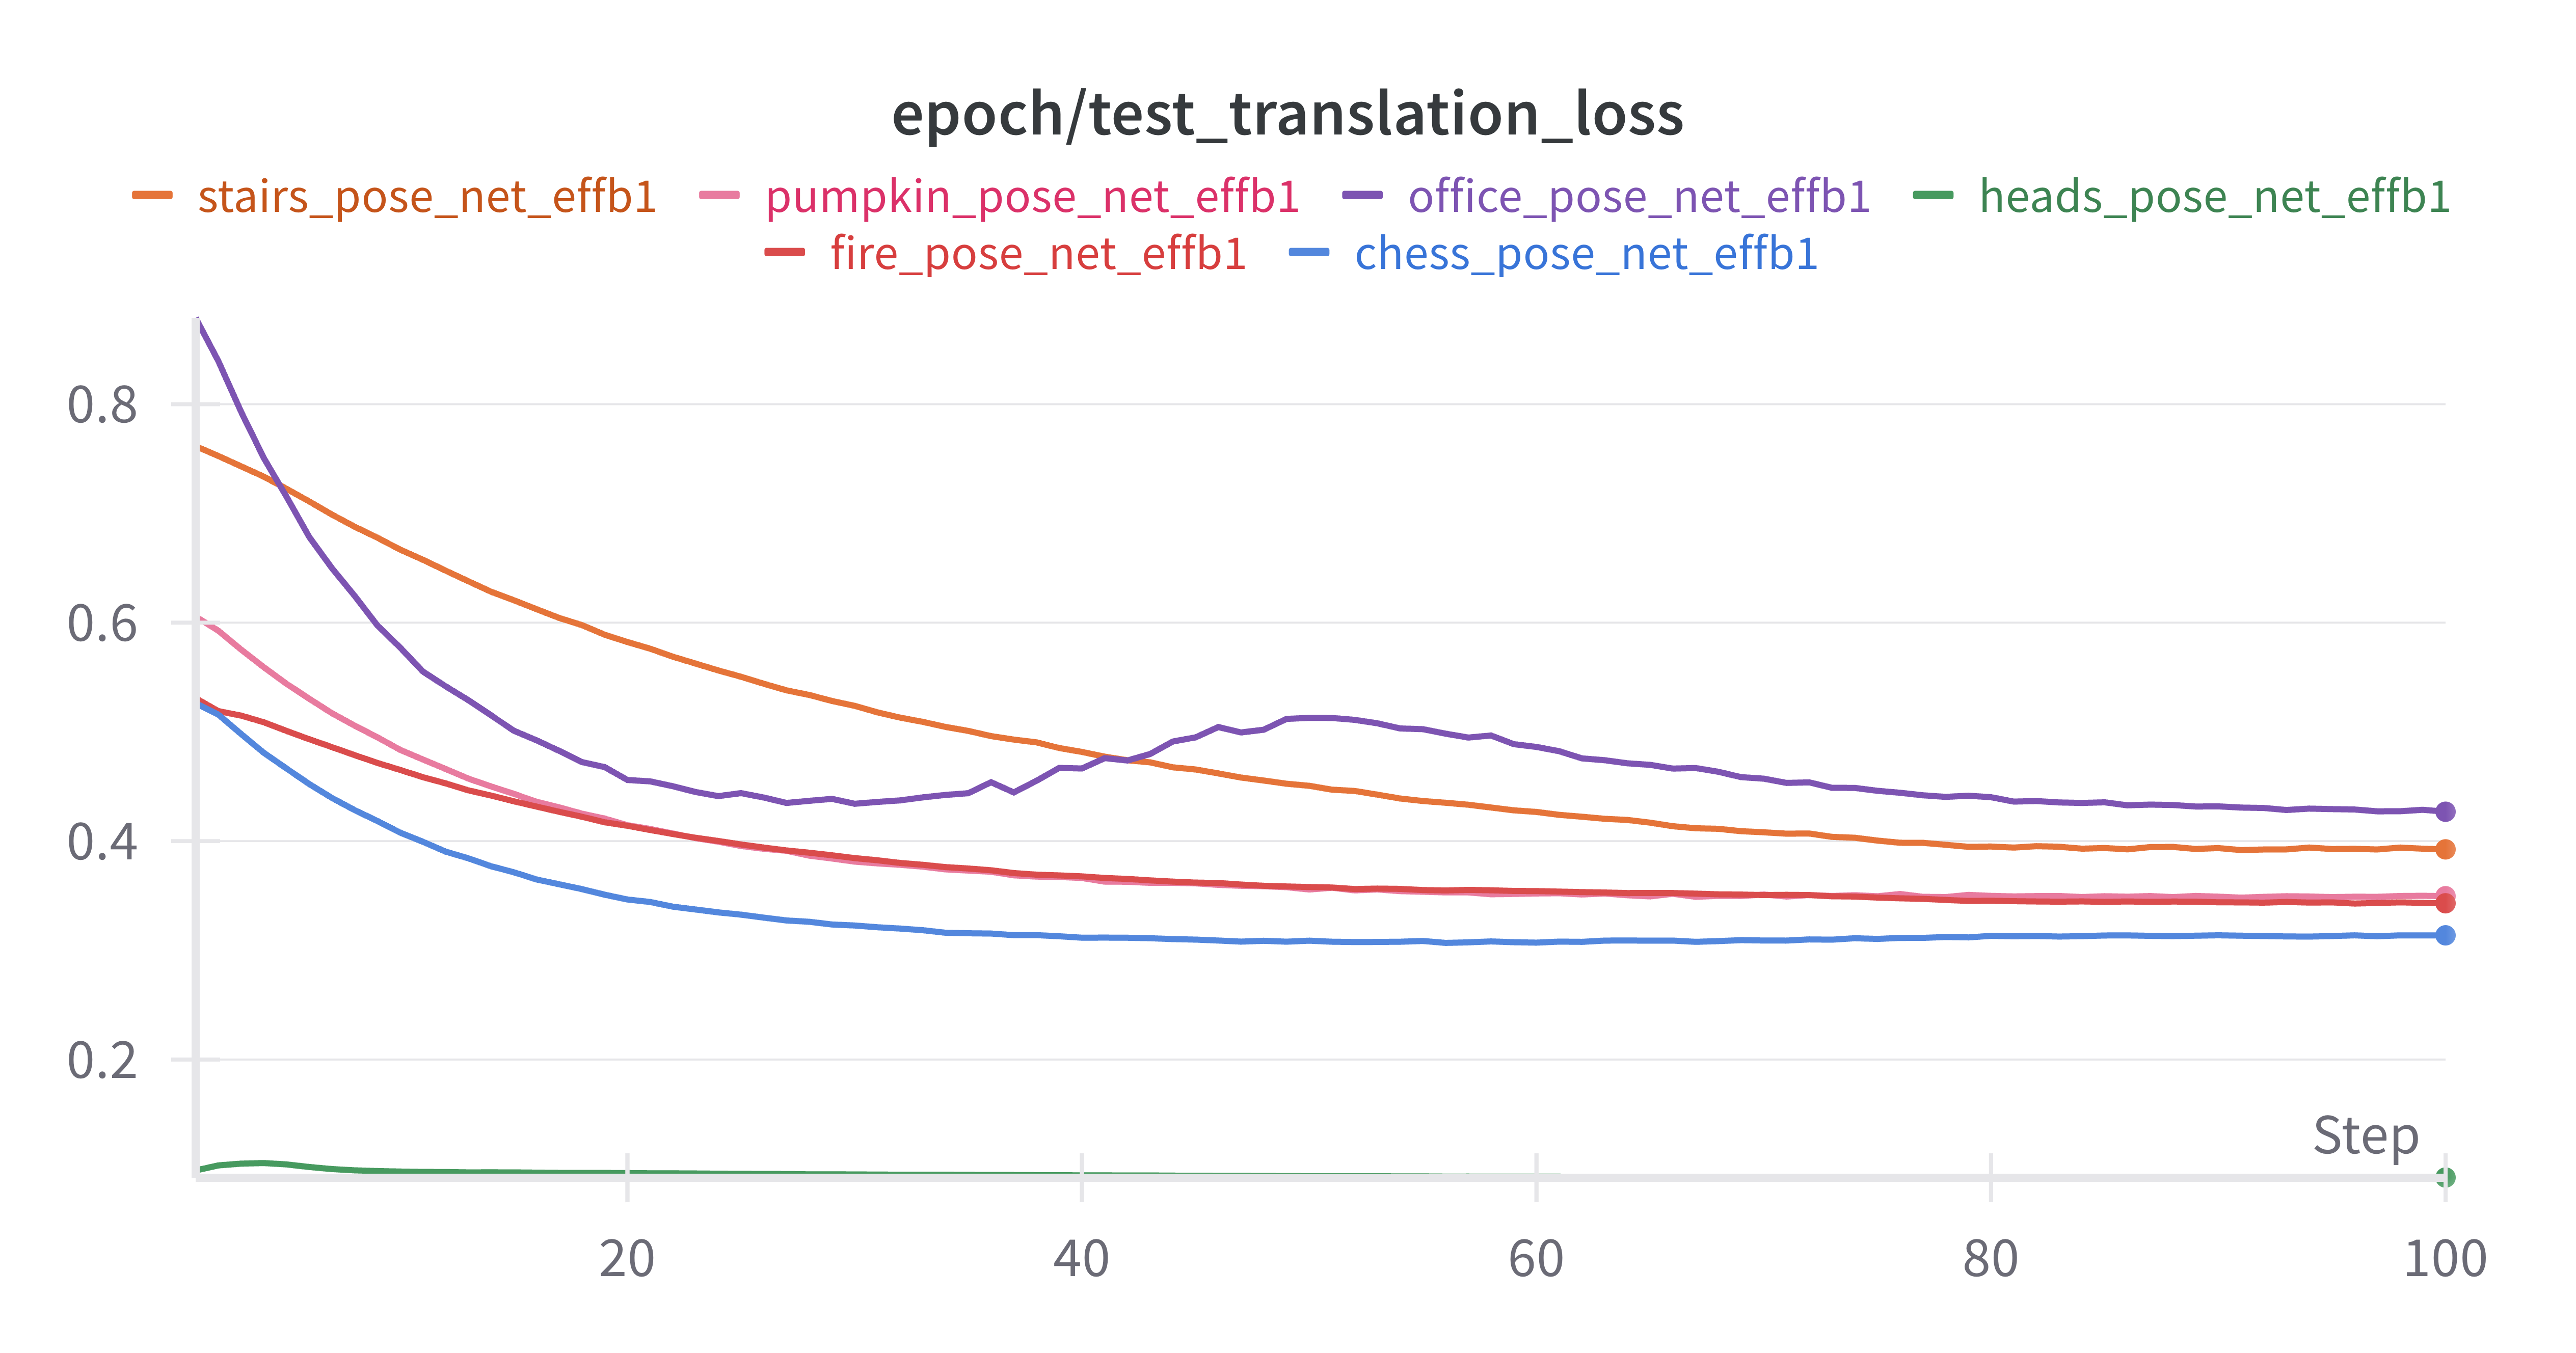 epoch/test_translation_loss
stairs_pose_net_effb1 pumpkin_pose_net_effb1 office_pose_net_effb1 heads_pose_net_effb1
fire_pose_net_effb1 chess_pose_net_effb1
0.8
0.6
0.4
0.2
Step
20 40 60 80 100